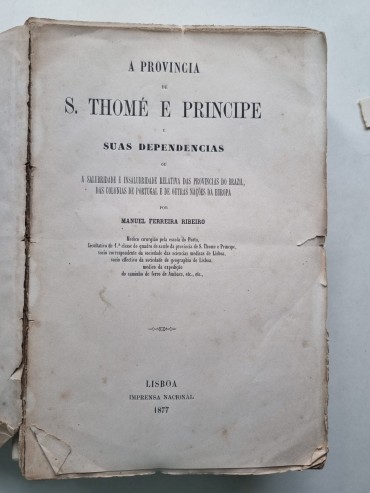 A PROVINCIA
DE
S. THOMÉ E PRINCIPE
E
SUAS DEPENDENCIAS
OU
A SALUBRIDADE E INSALUBRIDADE RELATIVA DAS PROVINCIAS DO BRAZIL,
DAS COLONIAS DE PORTUGAL E DE OUTRAS NAÇÕES DA EUROPA
POR
MANUEL FERREIRA RIBEIRO
Medico cirurgião pela escola do Porto,
facultativo de 1.ª classe do quadro de saude da provincia de S. Thomé e Principe,
socio correspondente da sociedade das sciencias medicas de Lisboa,
socio effectivo da sociedade de geographia de Lisboa,
medico da expedição
do caminho de ferro de Ambaca, etc., etc.,
LISBOA
IMPRENSA NACIONAL
1877